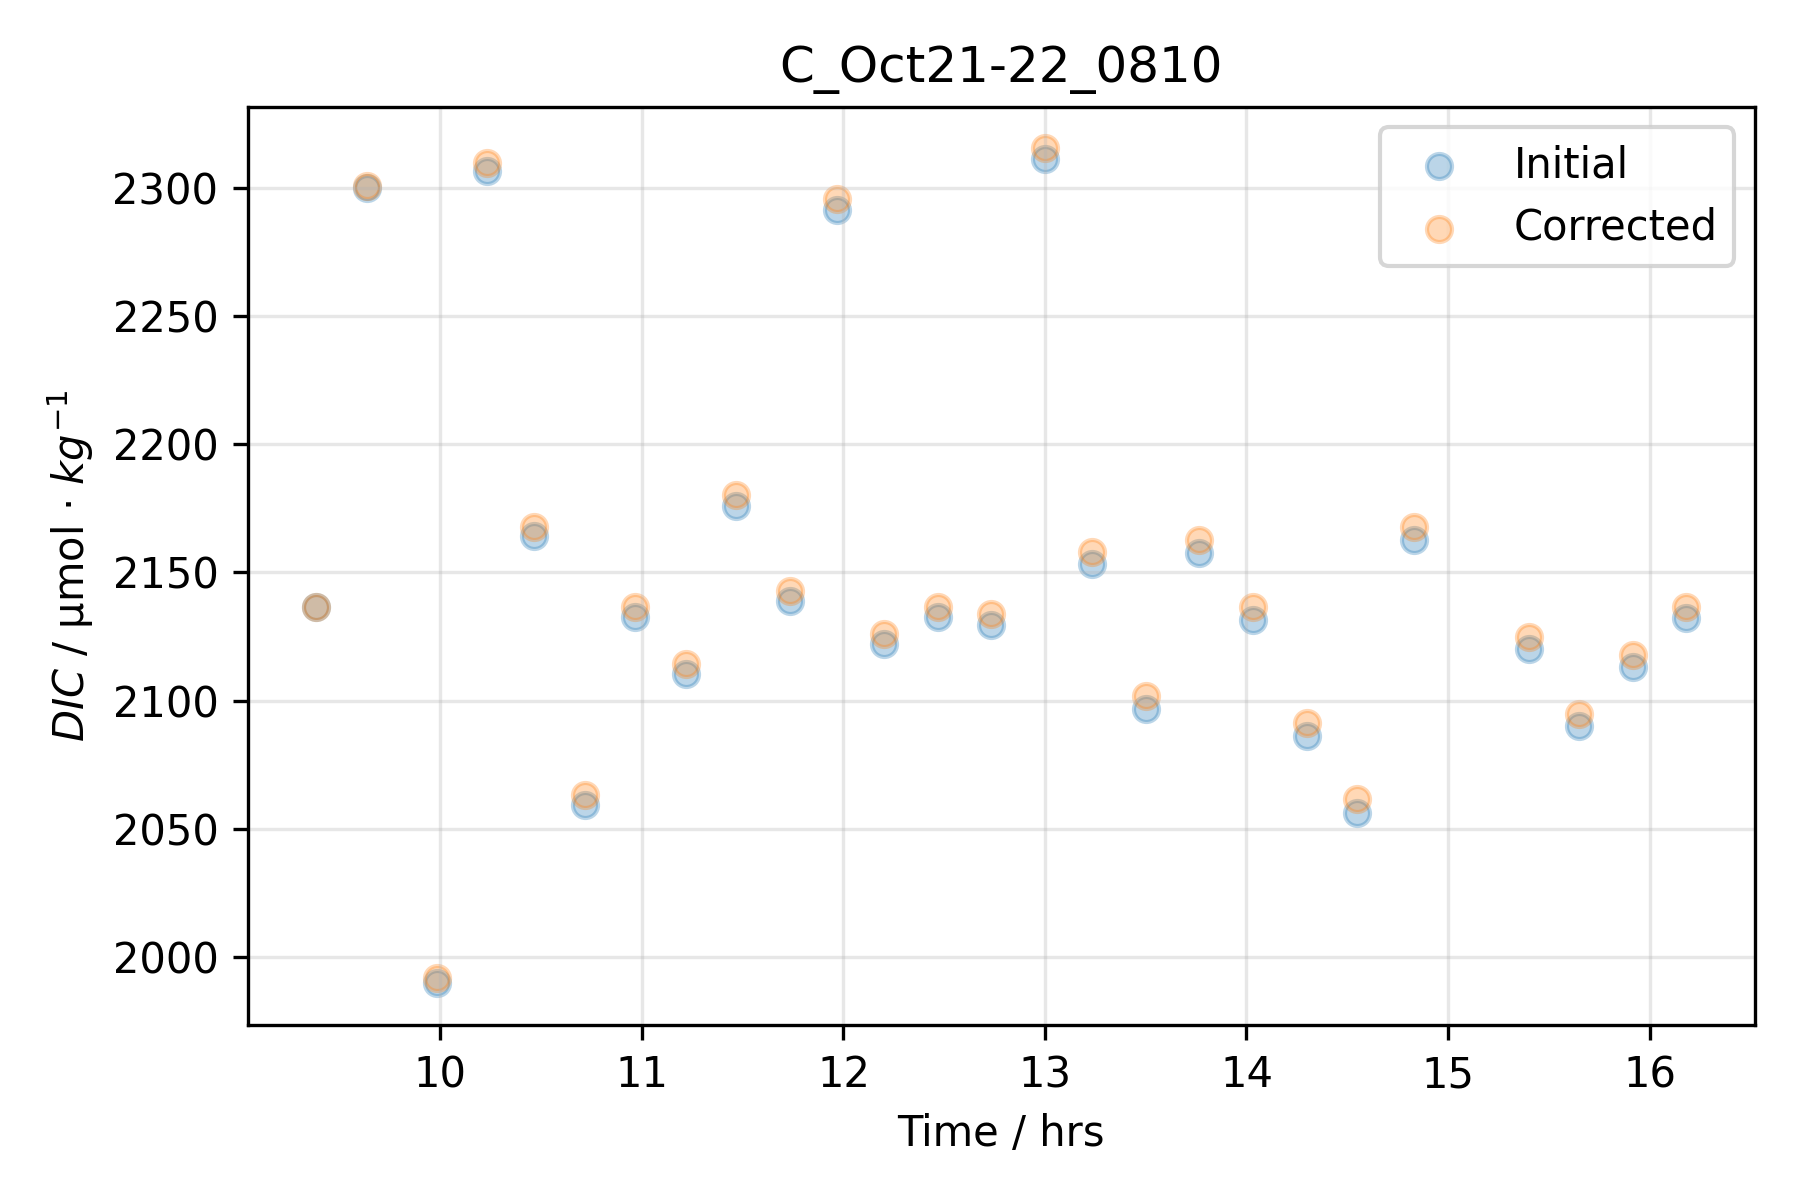 C_Oct21-22_0810
Initial
Corrected
2300
2250
2200
2150
2100
2050
2000
DIC / µmol · kg⁻¹
10 11 12 13 14 15 16
Time / hrs